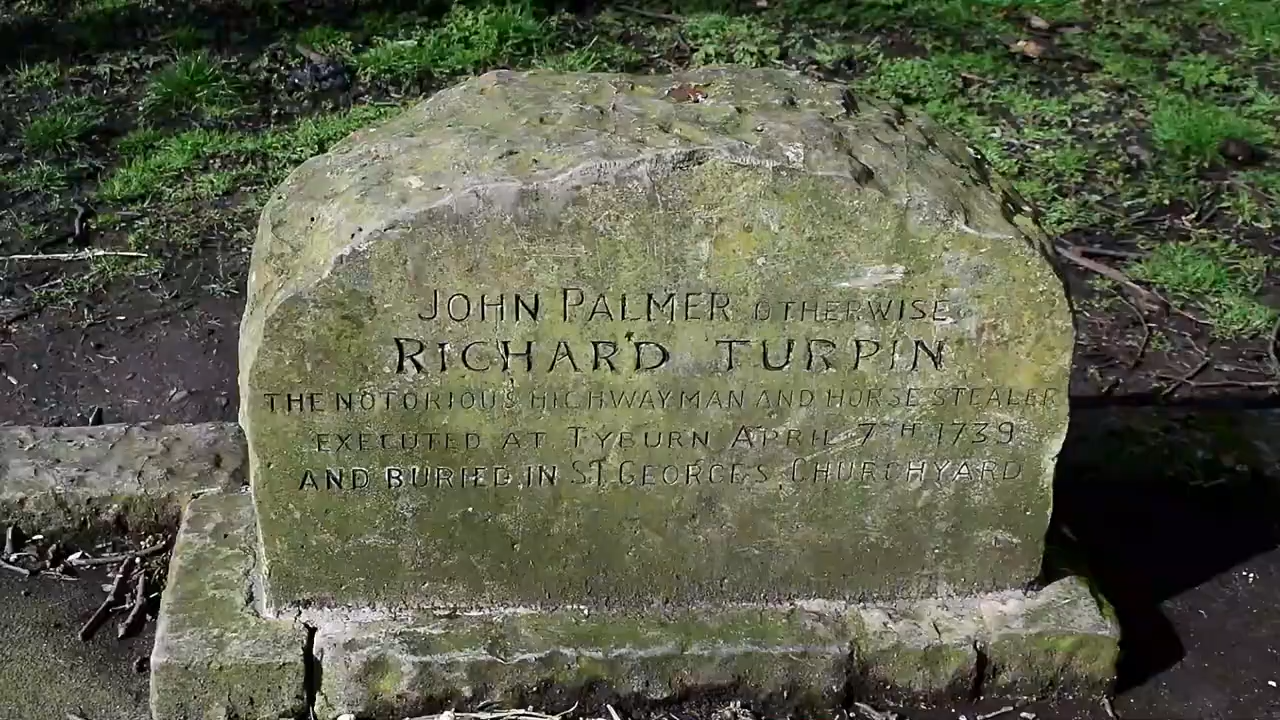 JOHN PALMER OTHERWISE
RICHARD TURPIN
THE NOTORIOUS HIGHWAYMAN AND HORSE STEALER
EXECUTED AT TYBURN APRIL 7TH 1739
AND BURIED IN ST. GEORGES CHURCHYARD